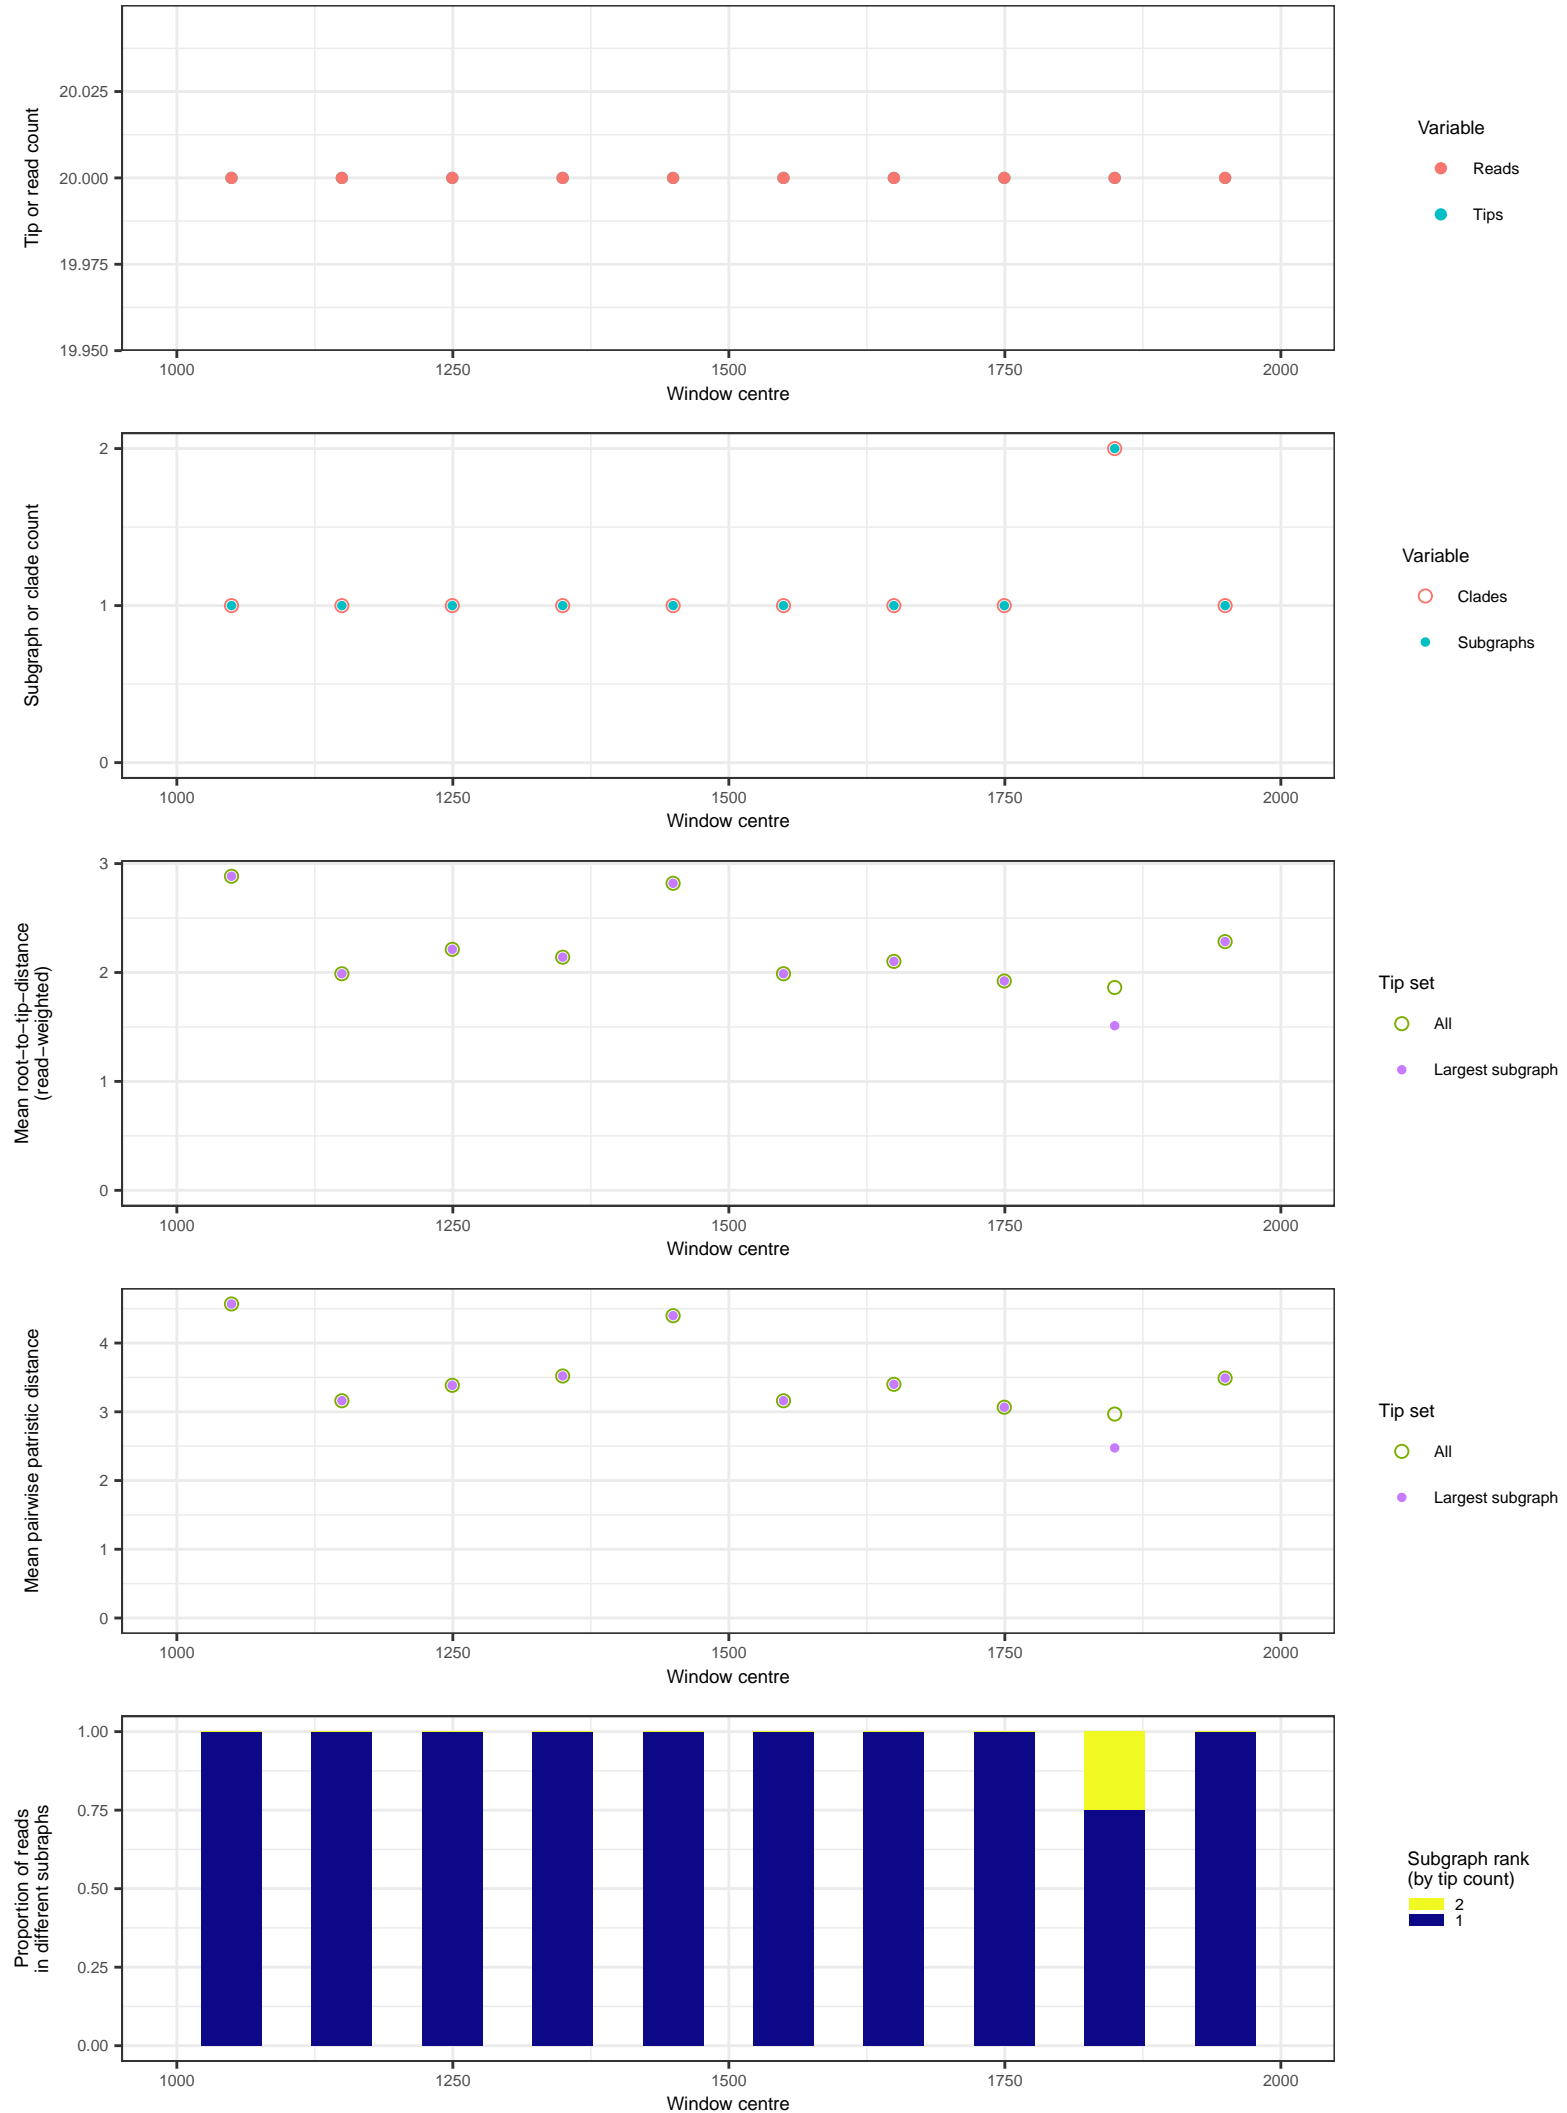 20.025
20.000
19.975
19.950
Tip or read count
1000 1250 1500 1750 2000
Window centre
Variable
Reads
Tips
2
1
0
Subgraph or clade count
1000 1250 1500 1750 2000
Window centre
Variable
Clades
Subgraphs
3
2
1
0
Mean root−to−tip−distance
(read−weighted)
1000 1250 1500 1750 2000
Window centre
Tip set
All
Largest subgraph
4
3
2
1
0
Mean pairwise patristic distance
1000 1250 1500 1750 2000
Window centre
Tip set
All
Largest subgraph
1.00
0.75
0.50
0.25
0.00
Proportion of reads
in different subraphs
1000 1250 1500 1750 2000
Window centre
Subgraph rank
(by tip count)
2
1